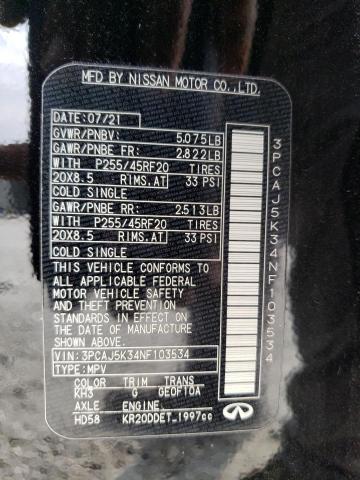 MFD BY NISSAN MOTOR CO.,LTD.
DATE: 07/21
GVWR/PNBV: 5.075LB
GAWR/PNBE FR: 2.822LB
WITH P255/45RF20 TIRES
20X8.5 RIMS.AT 33 PSI
COLD SINGLE
GAWR/PNBE RR: 2.513LB
WITH P255/45RF20 TIRES
20X8.5 RIMS.AT 33 PSI
COLD SINGLE
THIS VEHICLE CONFORMS TO
ALL APPLICABLE FEDERAL
MOTOR VEHICLE SAFETY
AND THEFT PREVENTION
STANDARDS IN EFFECT ON
THE DATE OF MANUFACTURE
SHOWN ABOVE.
VIN:3PCAJ5K34NF103534
TYPE:MPV
COLOR TRIM TRANS
KH3 G GEOF10A
AXLE ENGINE
HD58 KR20DDET_1997cc
INFINITI
3PCAJ5K34NF103534